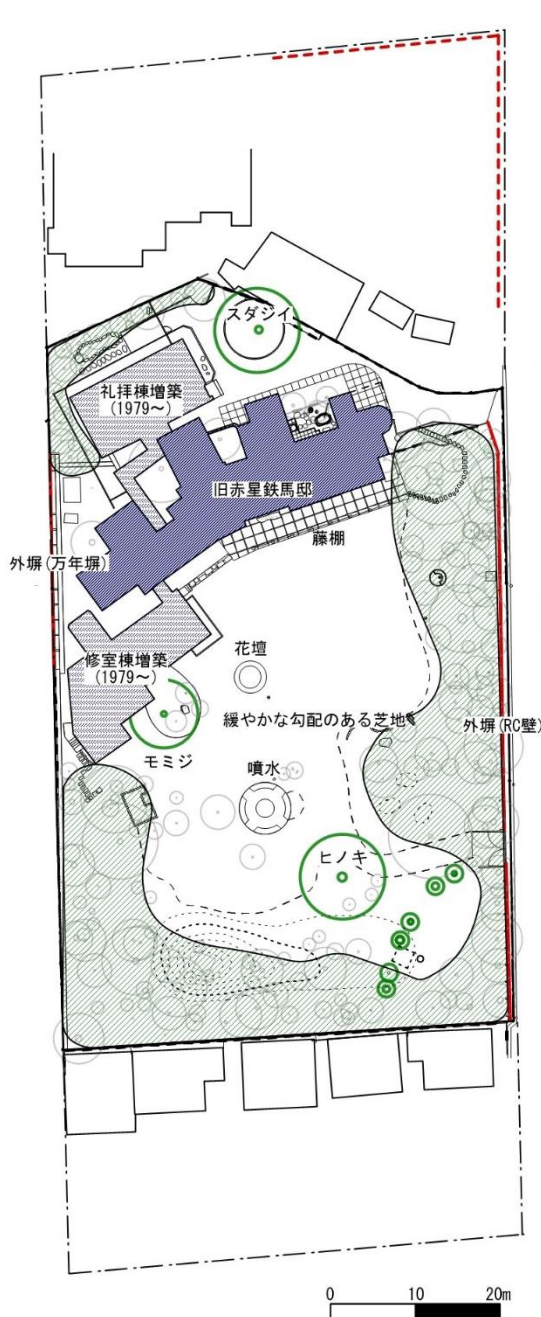 スダジイ
礼拝棟増築
(1979～)
旧赤星鉄馬邸
藤棚
外塀(万年塀)
修室棟増築
(1979～)
花壇
緩やかな勾配のある芝地
外塀(RC壁)
モミジ
噴水
ヒノキ
0 10 20m